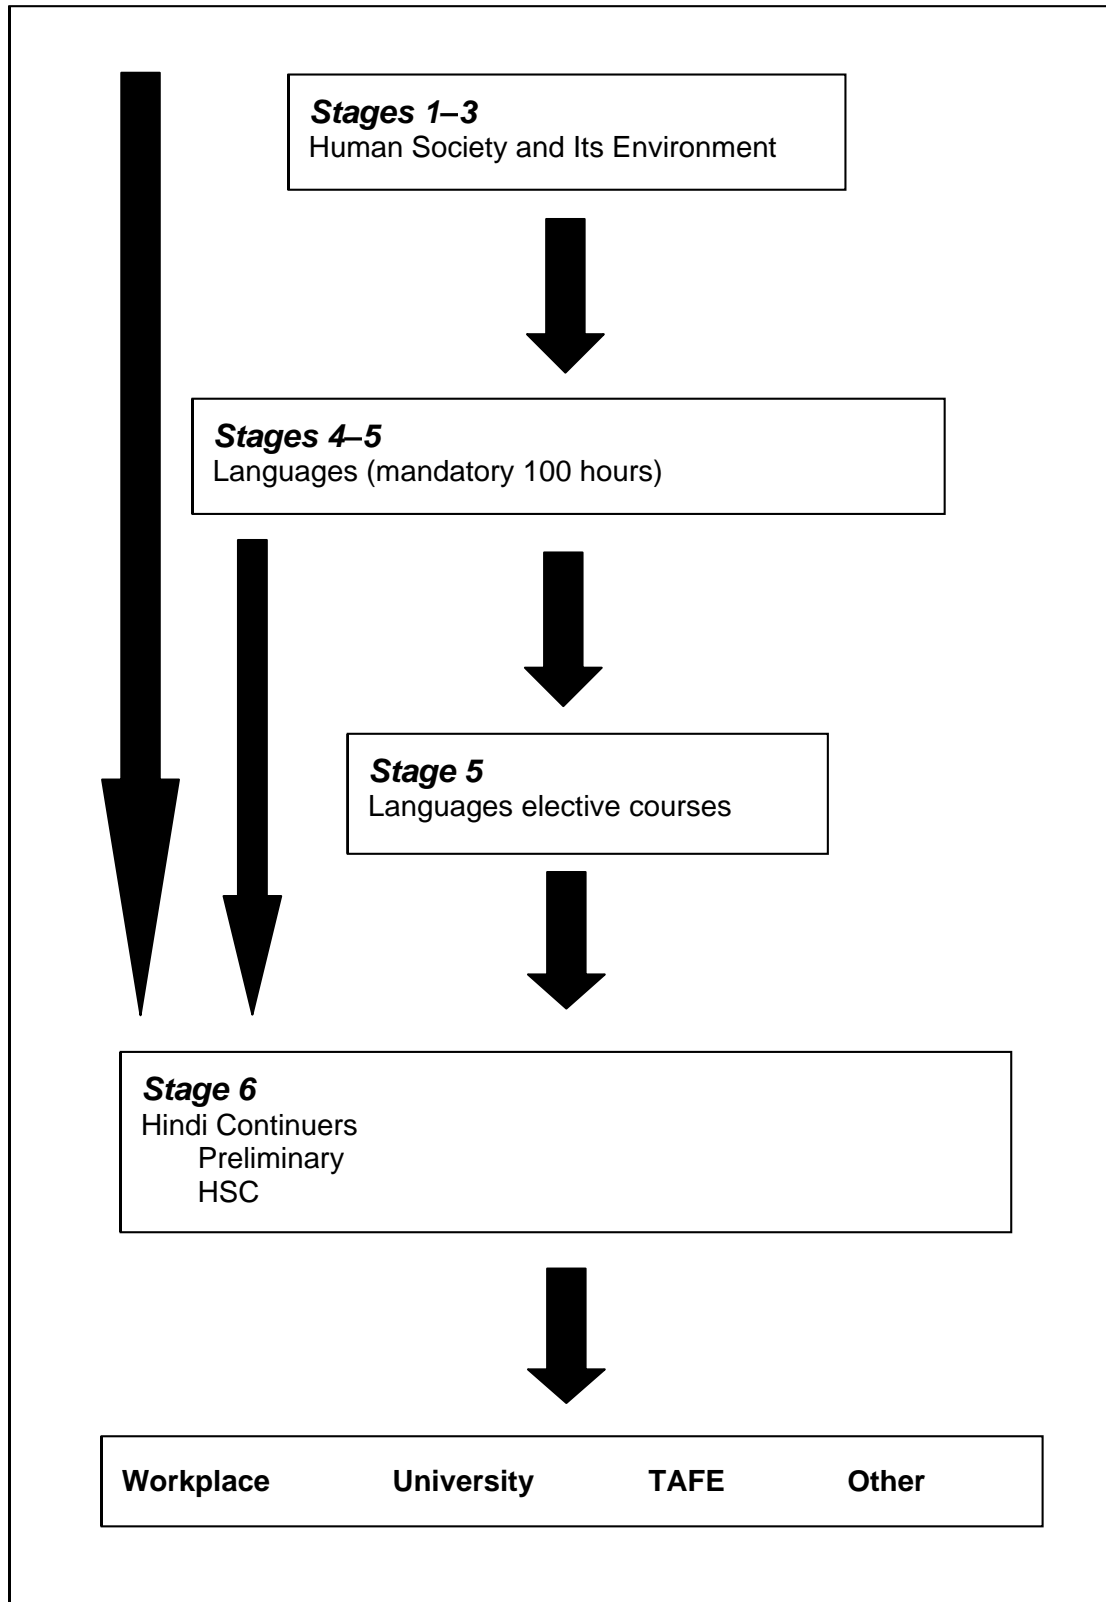 Stages 1–3
Human Society and Its Environment
Stages 4–5
Languages (mandatory 100 hours)
Stage 5
Languages elective courses
Stage 6
Hindi Continuers
Preliminary
HSC
Workplace University TAFE Other